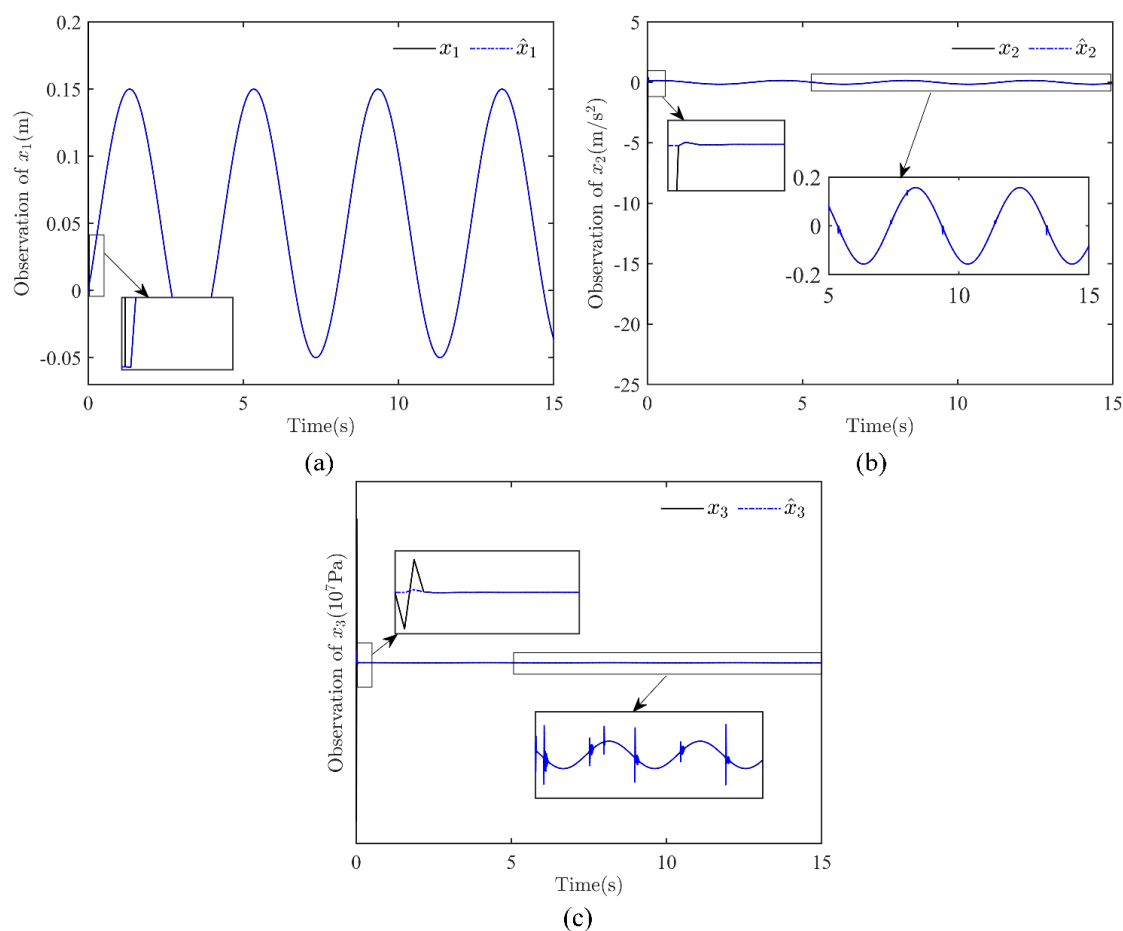 0.2
0.15
0.1
0.05
0
-0.05
Observation of x₁(m)
x₁ x̂₁
0 5 10 15
Time(s)
(a)
5
0
-5
-10
-15
-20
-25
Observation of x₂(m/s²)
x₂ x̂₂
0.2
0
-0.2
5 10 15
0 5 10 15
Time(s)
(b)
Observation of x₃(10⁷Pa)
x₃ x̂₃
0 5 10 15
Time(s)
(c)